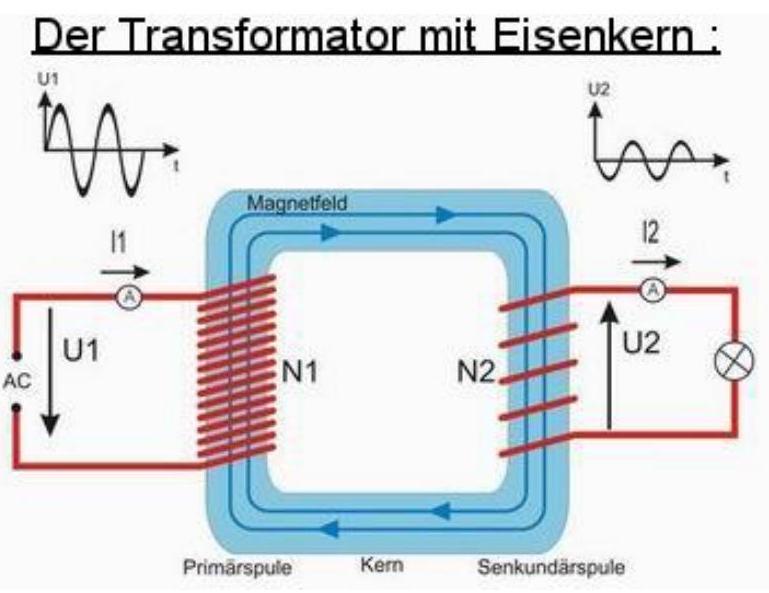 Der Transformator mit Eisenkern :
U1
t
U2
t
Magnetfeld
I1
I2
A
A
AC
U1
N1
N2
U2
Primärspule
Kern
Senkundärspule